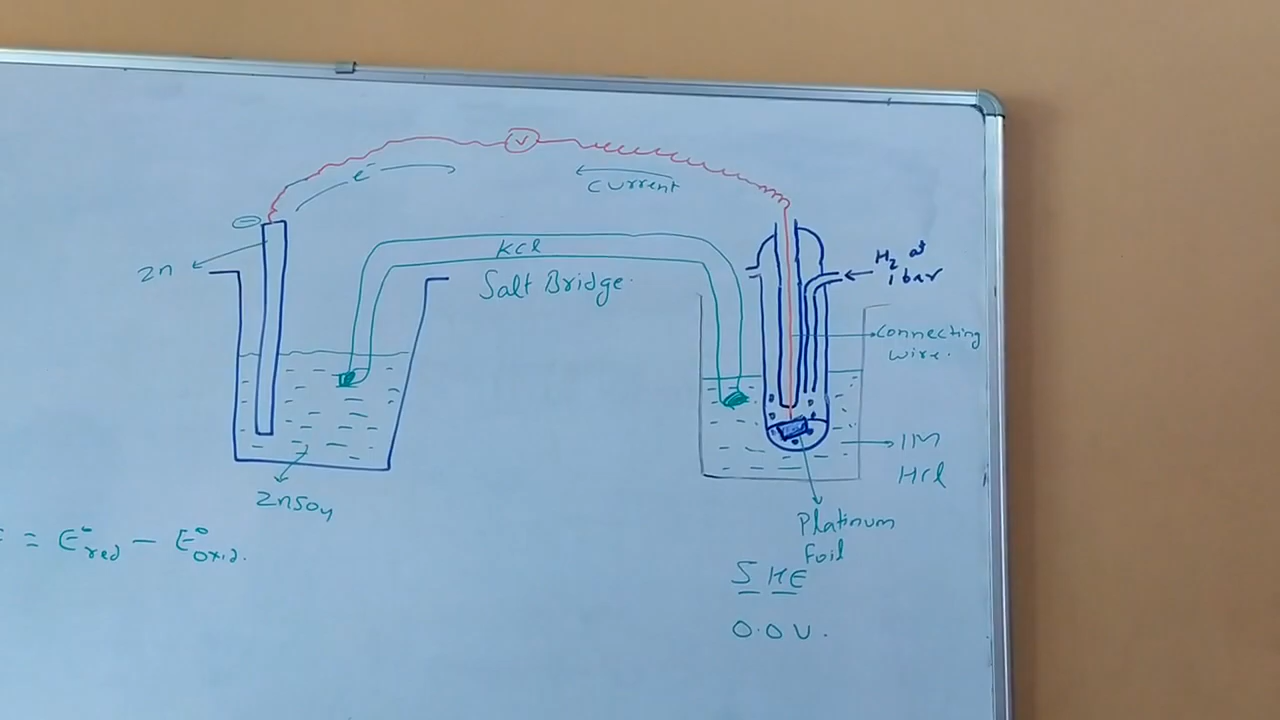 V
e-
Current
−
KCl
Salt Bridge.
Zn
H2 at
1 bar
Connecting
wire.
1M
HCl
ZnSO4
Platinum
Foil
= E°red - E°oxid.
SHE
0.0 V.